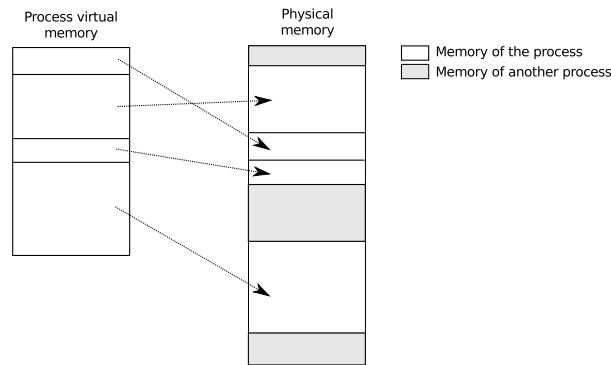 Process virtual
memory
Physical
memory
Memory of the process
Memory of another process